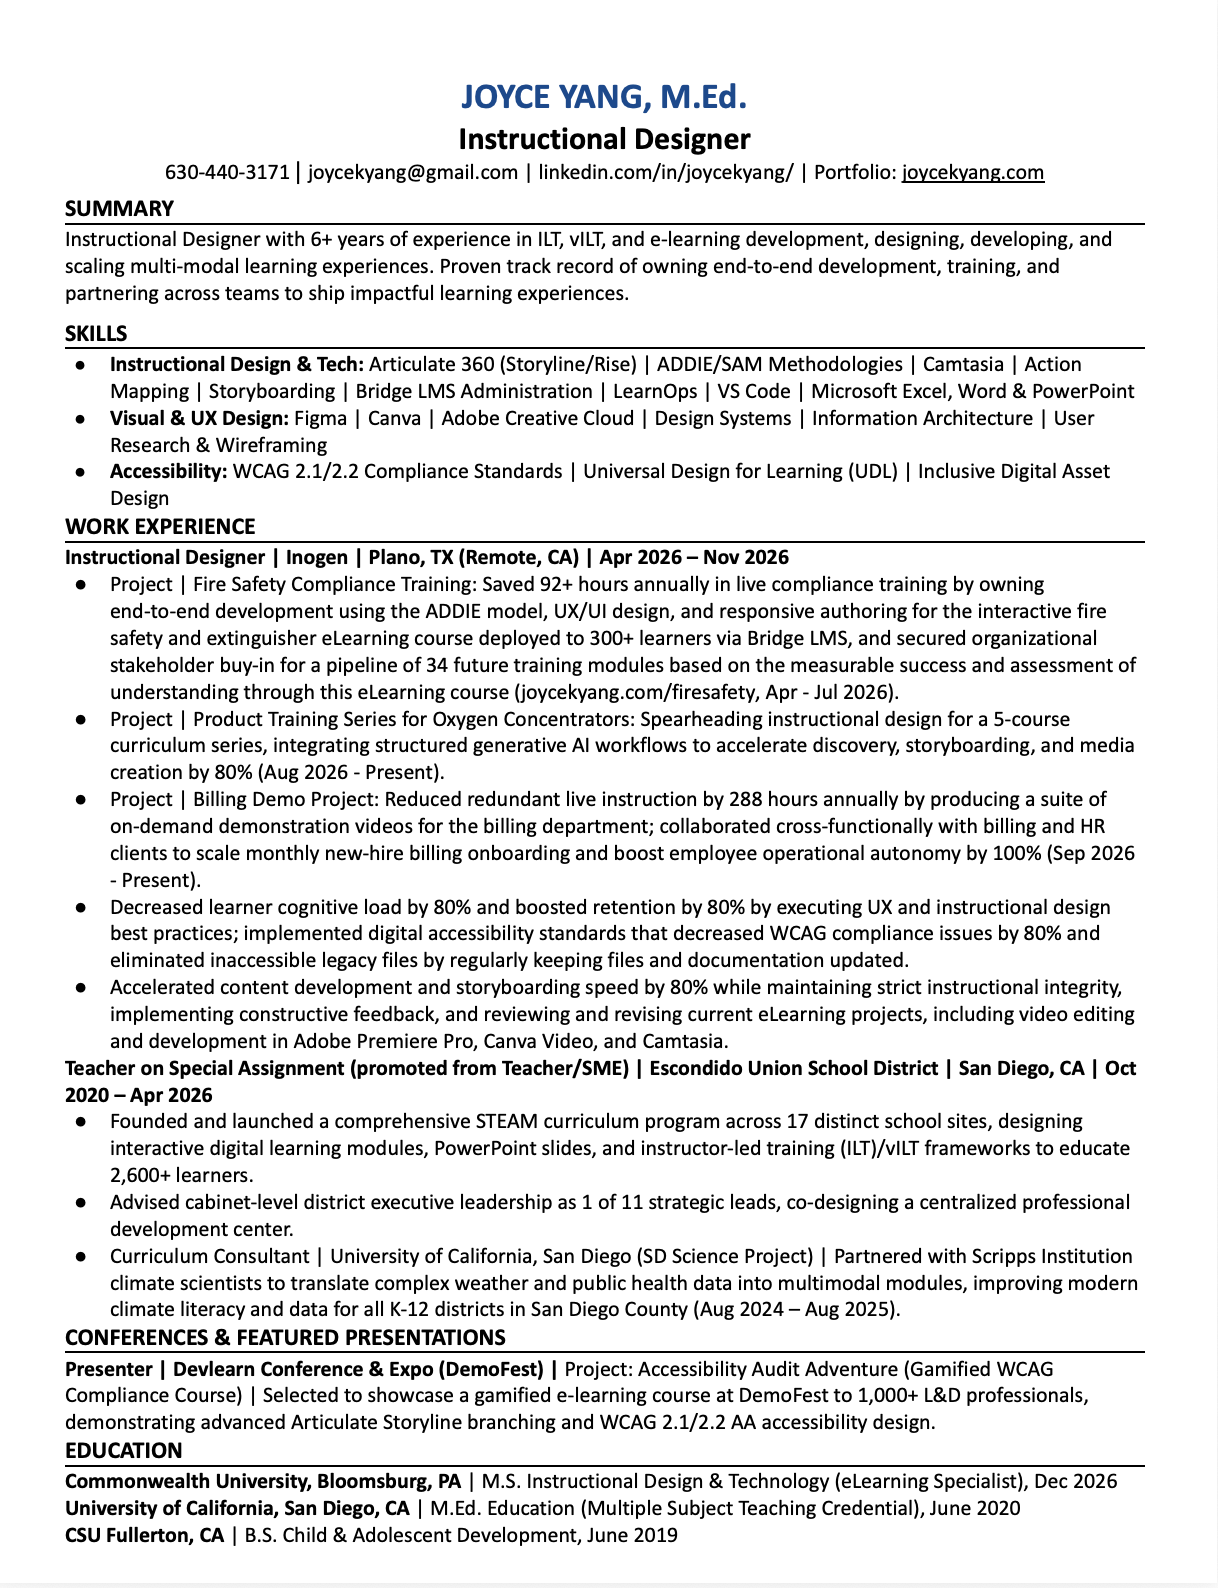 JOYCE YANG, M.Ed.
Instructional Designer
630-440-3171 | joycekyang@gmail.com | linkedin.com/in/joycekyang/ | Portfolio: joycekyang.com
SUMMARY
Instructional Designer with 6+ years of experience in ILT, vILT, and e-learning development, designing, developing, and
scaling multi-modal learning experiences. Proven track record of owning end-to-end development, training, and
partnering across teams to ship impactful learning experiences.
SKILLS
● Instructional Design & Tech: Articulate 360 (Storyline/Rise) | ADDIE/SAM Methodologies | Camtasia | Action
Mapping | Storyboarding | Bridge LMS Administration | LearnOps | VS Code | Microsoft Excel, Word & PowerPoint
● Visual & UX Design: Figma | Canva | Adobe Creative Cloud | Design Systems | Information Architecture | User
Research & Wireframing
● Accessibility: WCAG 2.1/2.2 Compliance Standards | Universal Design for Learning (UDL) | Inclusive Digital Asset
Design
WORK EXPERIENCE
Instructional Designer | Inogen | Plano, TX (Remote, CA) | Apr 2026 – Nov 2026
● Project | Fire Safety Compliance Training: Saved 92+ hours annually in live compliance training by owning
end-to-end development using the ADDIE model, UX/UI design, and responsive authoring for the interactive fire
safety and extinguisher eLearning course deployed to 300+ learners via Bridge LMS, and secured organizational
stakeholder buy-in for a pipeline of 34 future training modules based on the measurable success and assessment of
understanding through this eLearning course (joycekyang.com/firesafety, Apr - Jul 2026).
● Project | Product Training Series for Oxygen Concentrators: Spearheading instructional design for a 5-course
curriculum series, integrating structured generative AI workflows to accelerate discovery, storyboarding, and media
creation by 80% (Aug 2026 - Present).
● Project | Billing Demo Project: Reduced redundant live instruction by 288 hours annually by producing a suite of
on-demand demonstration videos for the billing department; collaborated cross-functionally with billing and HR
clients to scale monthly new-hire billing onboarding and boost employee operational autonomy by 100% (Sep 2026
- Present).
● Decreased learner cognitive load by 80% and boosted retention by 80% by executing UX and instructional design
best practices; implemented digital accessibility standards that decreased WCAG compliance issues by 80% and
eliminated inaccessible legacy files by regularly keeping files and documentation updated.
● Accelerated content development and storyboarding speed by 80% while maintaining strict instructional integrity,
implementing constructive feedback, and reviewing and revising current eLearning projects, including video editing
and development in Adobe Premiere Pro, Canva Video, and Camtasia.
Teacher on Special Assignment (promoted from Teacher/SME) | Escondido Union School District | San Diego, CA | Oct
2020 – Apr 2026
● Founded and launched a comprehensive STEAM curriculum program across 17 distinct school sites, designing
interactive digital learning modules, PowerPoint slides, and instructor-led training (ILT)/vILT frameworks to educate
2,600+ learners.
● Advised cabinet-level district executive leadership as 1 of 11 strategic leads, co-designing a centralized professional
development center.
● Curriculum Consultant | University of California, San Diego (SD Science Project) | Partnered with Scripps Institution
climate scientists to translate complex weather and public health data into multimodal modules, improving modern
climate literacy and data for all K-12 districts in San Diego County (Aug 2024 – Aug 2025).
CONFERENCES & FEATURED PRESENTATIONS
Presenter | Devlearn Conference & Expo (DemoFest) | Project: Accessibility Audit Adventure (Gamified WCAG
Compliance Course) | Selected to showcase a gamified e-learning course at DemoFest to 1,000+ L&D professionals,
demonstrating advanced Articulate Storyline branching and WCAG 2.1/2.2 AA accessibility design.
EDUCATION
Commonwealth University, Bloomsburg, PA | M.S. Instructional Design & Technology (eLearning Specialist), Dec 2026
University of California, San Diego, CA | M.Ed. Education (Multiple Subject Teaching Credential), June 2020
CSU Fullerton, CA | B.S. Child & Adolescent Development, June 2019